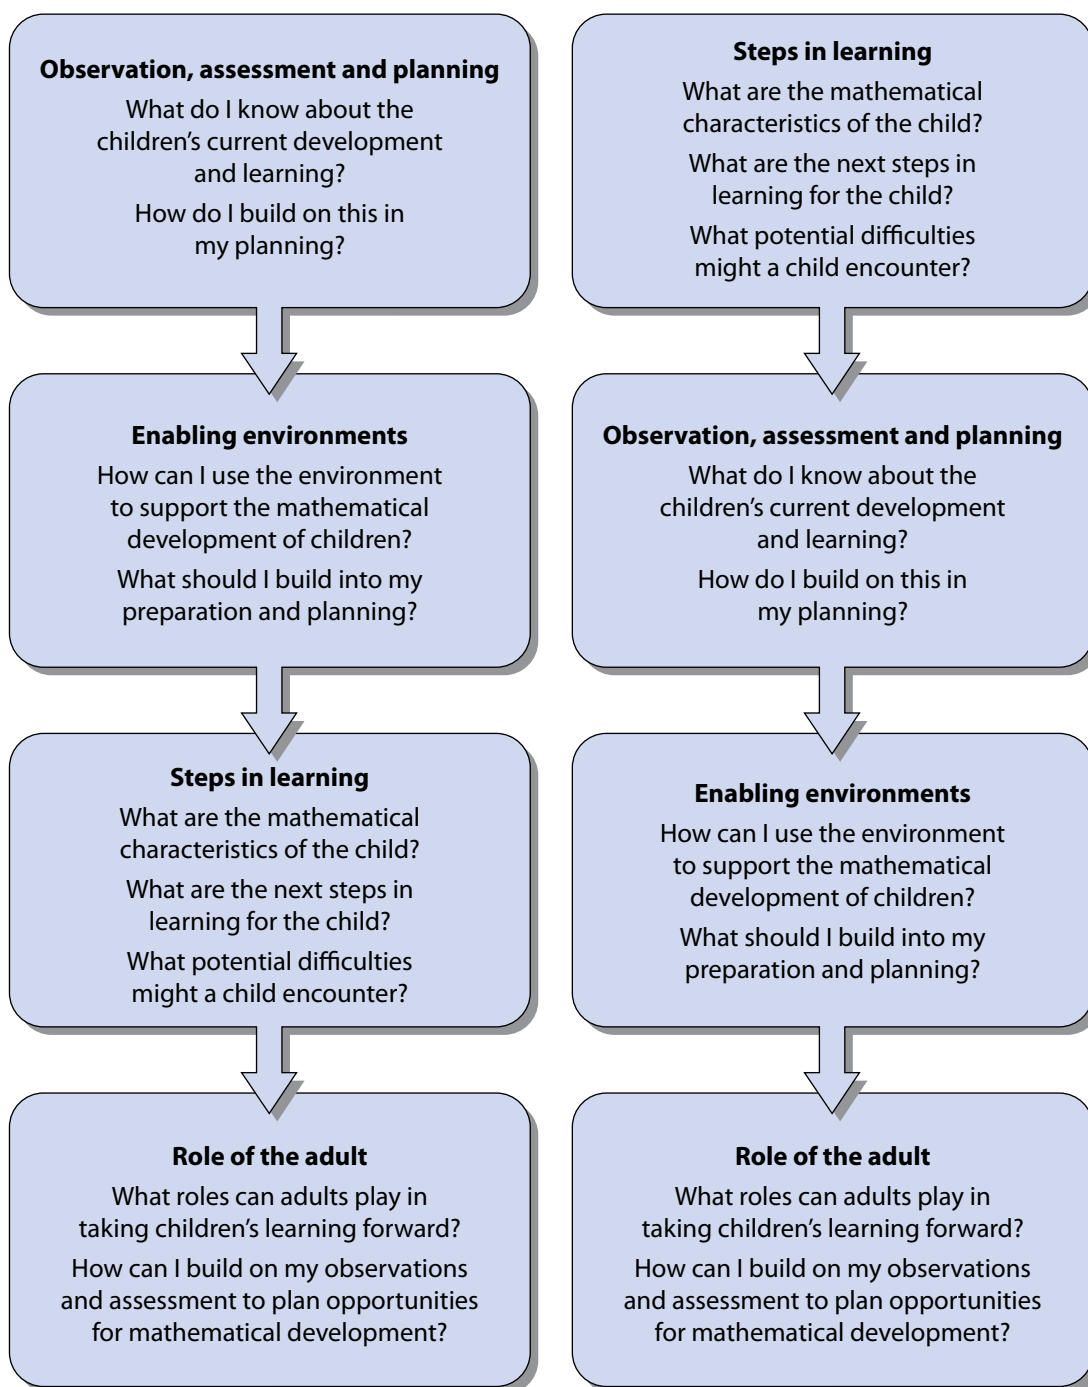 Observation, assessment and planning
What do I know about the
children’s current development
and learning?
How do I build on this in
my planning?
Enabling environments
How can I use the environment
to support the mathematical
development of children?
What should I build into my
preparation and planning?
Steps in learning
What are the mathematical
characteristics of the child?
What are the next steps in
learning for the child?
What potential difficulties
might a child encounter?
Role of the adult
What roles can adults play in
taking children’s learning forward?
How can I build on my observations
and assessment to plan opportunities
for mathematical development?
Steps in learning
What are the mathematical
characteristics of the child?
What are the next steps in
learning for the child?
What potential difficulties
might a child encounter?
Observation, assessment and planning
What do I know about the
children’s current development
and learning?
How do I build on this in
my planning?
Enabling environments
How can I use the environment
to support the mathematical
development of children?
What should I build into my
preparation and planning?
Role of the adult
What roles can adults play in
taking children’s learning forward?
How can I build on my observations
and assessment to plan opportunities
for mathematical development?